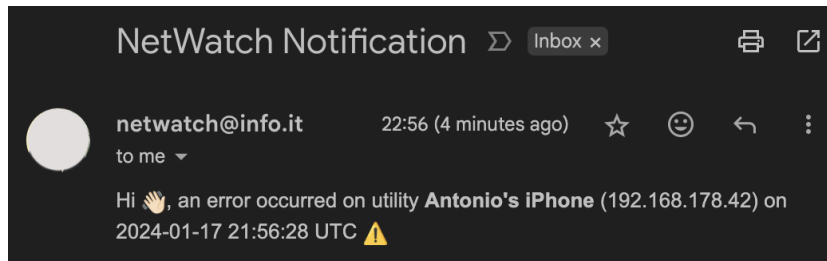 NetWatch Notification Inbox ×
netwatch@info.it 22:56 (4 minutes ago)
to me
Hi 👋🏻, an error occurred on utility Antonio's iPhone (192.168.178.42) on
2024-01-17 21:56:28 UTC ⚠️